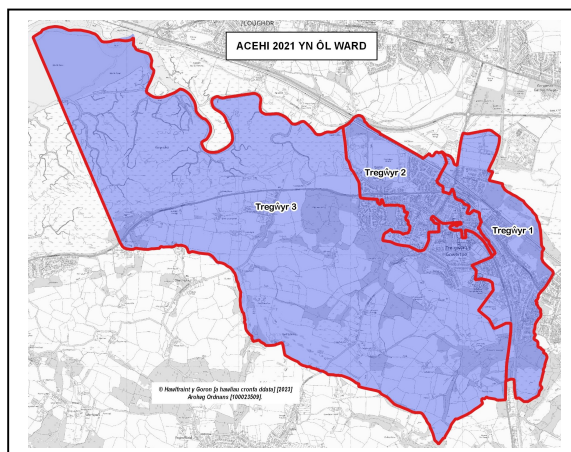 LOUGHOR
ACEHI 2021 YN ÔL WARD
Tregŵyr 2
Tregŵyr 3
Tregŵyr 1
© Hawlfraint y Goron [a hawliau cronfa ddata] [2023]
Arolwg Ordnans [100023509].